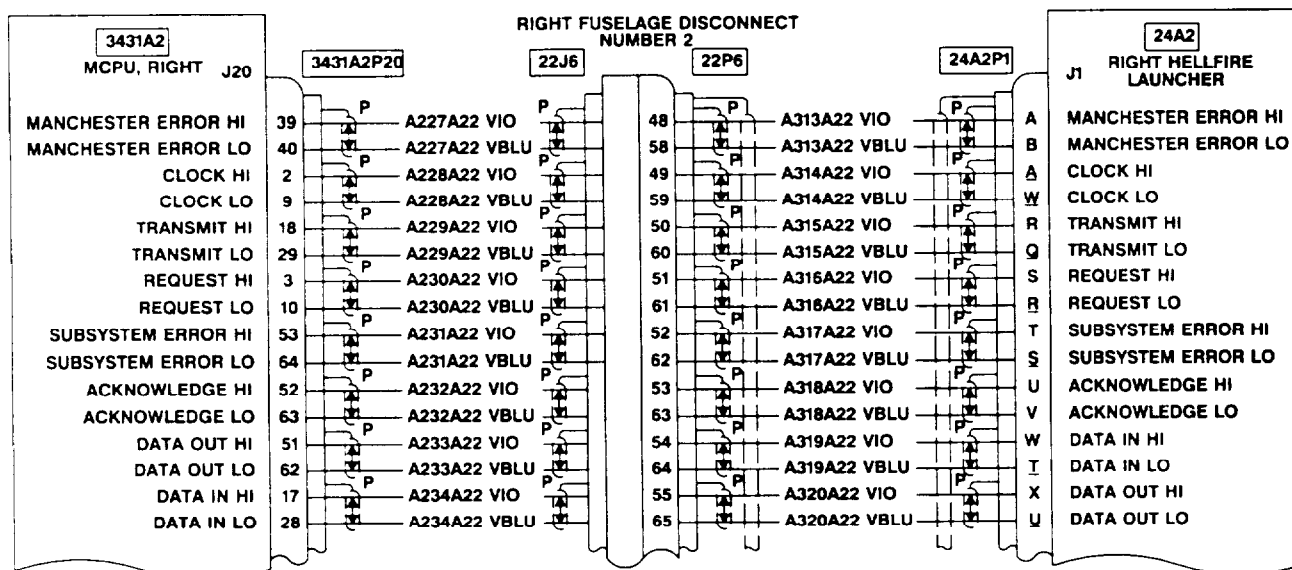 RIGHT FUSELAGE DISCONNECT
NUMBER 2
3431A2
MCPU, RIGHT J20
3431A2P20
22J6
22P6
24A2P1
24A2
J1 RIGHT HELLFIRE
LAUNCHER
MANCHESTER ERROR HI 39 P A227A22 VIO P 48 P A313A22 VIO P A MANCHESTER ERROR HI
MANCHESTER ERROR LO 40 A227A22 VBLU 58 A313A22 VBLU B MANCHESTER ERROR LO
CLOCK HI 2 P A228A22 VIO P 49 P A314A22 VIO P A CLOCK HI
CLOCK LO 9 A228A22 VBLU 59 A314A22 VBLU W CLOCK LO
TRANSMIT HI 18 P A229A22 VIO P 50 P A315A22 VIO P R TRANSMIT HI
TRANSMIT LO 29 A229A22 VBLU 60 A315A22 VBLU Q TRANSMIT LO
REQUEST HI 3 P A230A22 VIO P 51 P A316A22 VIO P S REQUEST HI
REQUEST LO 10 A230A22 VBLU 61 A316A22 VBLU R REQUEST LO
SUBSYSTEM ERROR HI 53 P A231A22 VIO P 52 P A317A22 VIO P T SUBSYSTEM ERROR HI
SUBSYSTEM ERROR LO 64 A231A22 VBLU 62 A317A22 VBLU S SUBSYSTEM ERROR LO
ACKNOWLEDGE HI 52 P A232A22 VIO P 53 P A318A22 VIO P U ACKNOWLEDGE HI
ACKNOWLEDGE LO 63 A232A22 VBLU 63 A318A22 VBLU V ACKNOWLEDGE LO
DATA OUT HI 51 P A233A22 VIO P 54 P A319A22 VIO P W DATA IN HI
DATA OUT LO 62 A233A22 VBLU 64 A319A22 VBLU T DATA IN LO
DATA IN HI 17 P A234A22 VIO P 55 P A320A22 VIO P X DATA OUT HI
DATA IN LO 28 A234A22 VBLU 65 A320A22 VBLU U DATA OUT LO